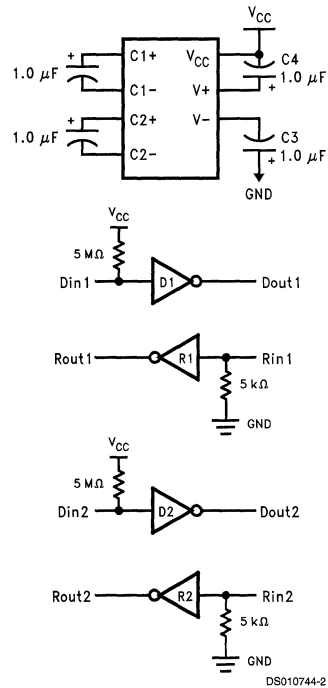 VCC
C1+ VCC C4
1.0 μF 1.0 μF
C1- V+ +
C2+ V- C3
1.0 μF + 1.0 μF
C2-
GND
VCC
5 MΩ
Din1 D1 Dout1
Rout1 R1 Rin1
5 kΩ
GND
VCC
5 MΩ
Din2 D2 Dout2
Rout2 R2 Rin2
5 kΩ
GND
DS010744-2